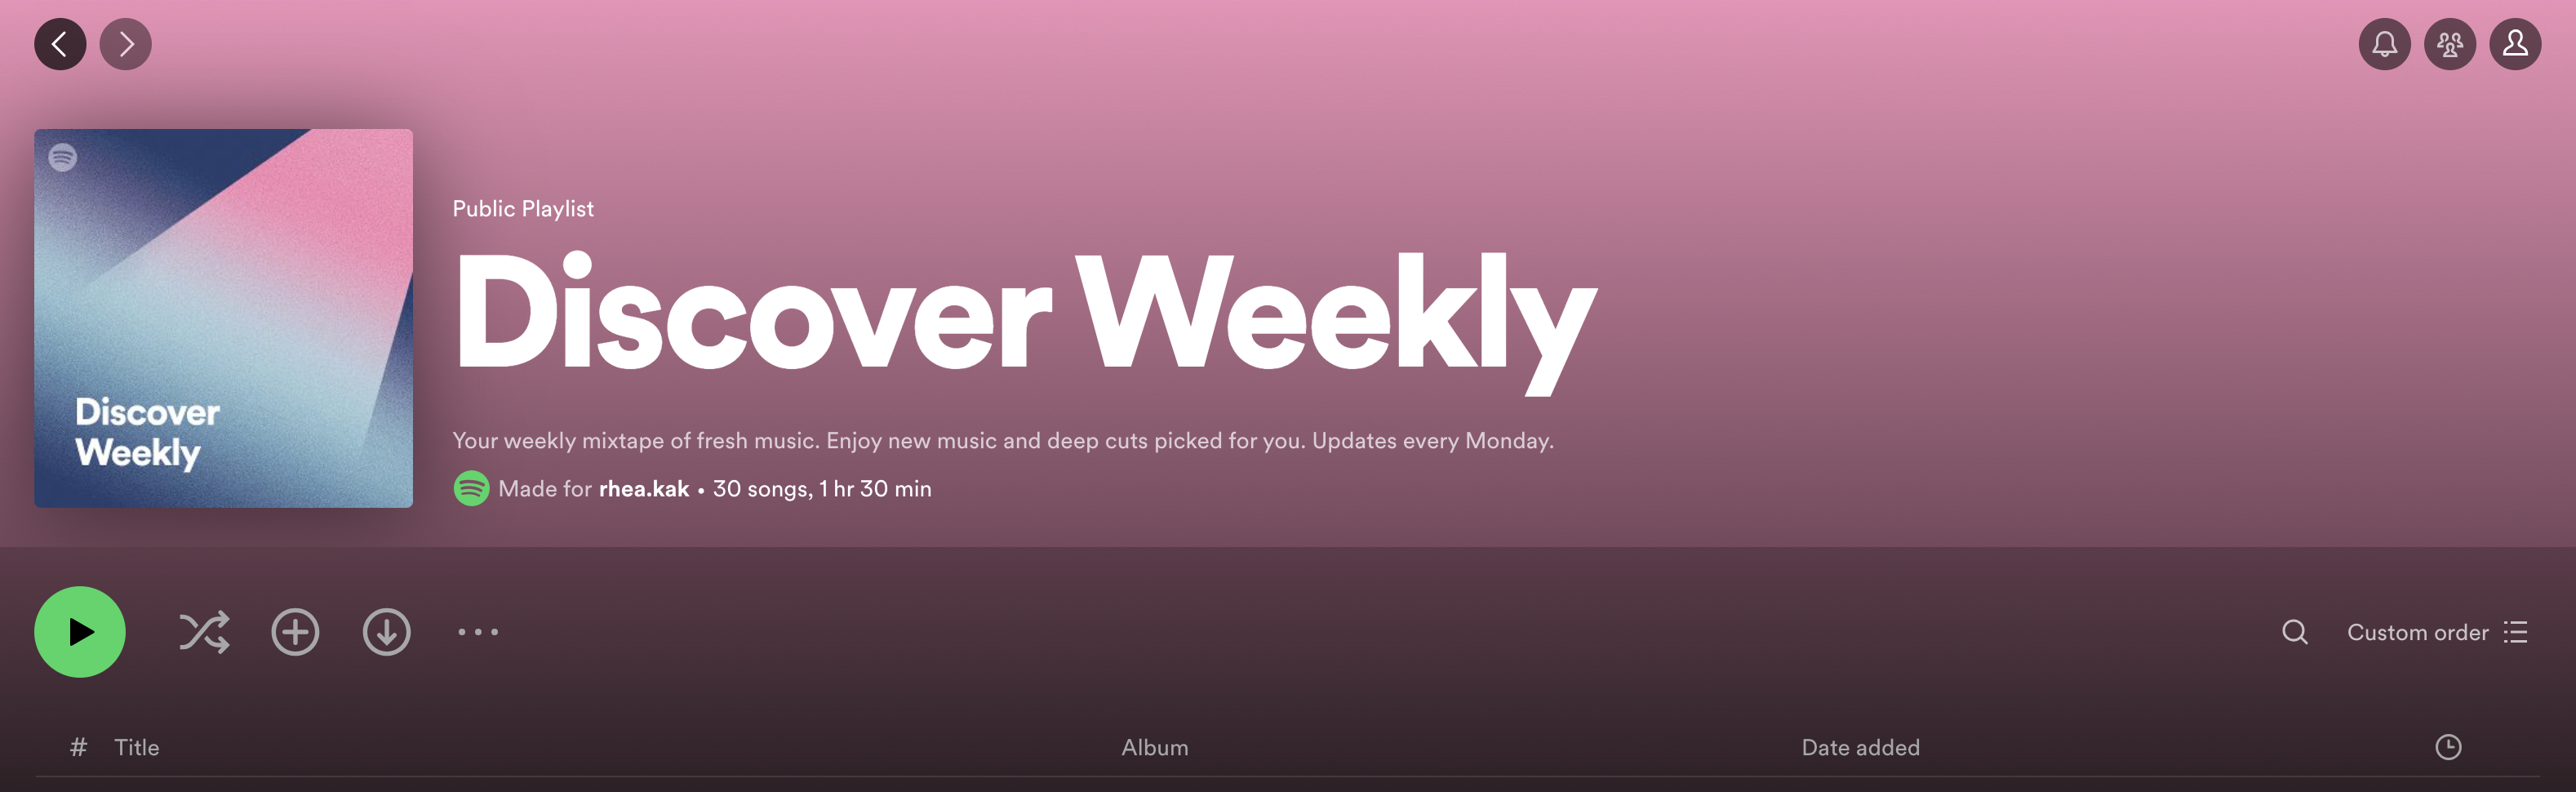 Discover
Weekly
Public Playlist
Discover Weekly
Your weekly mixtape of fresh music. Enjoy new music and deep cuts picked for you. Updates every Monday.
Made for rhea.kak • 30 songs, 1 hr 30 min
Custom order
# Title Album Date added